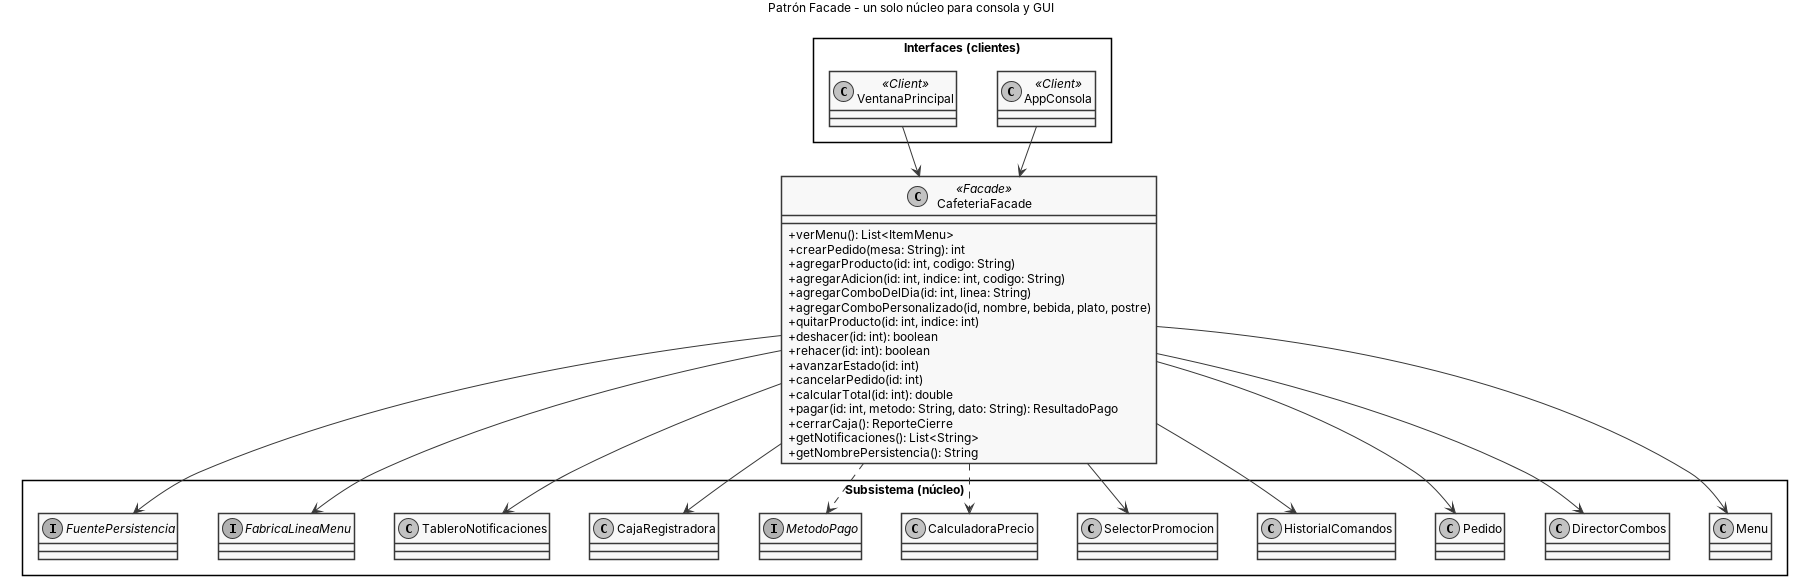 Patrón Facade - un solo núcleo para consola y GUI
Interfaces (clientes)
C
«Client»
VentanaPrincipal
C
«Client»
AppConsola
C
«Facade»
CafeteriaFacade
+verMenu(): List<ItemMenu>
+crearPedido(mesa: String): int
+agregarProducto(id: int, codigo: String)
+agregarAdicion(id: int, indice: int, codigo: String)
+agregarComboDelDia(id: int, linea: String)
+agregarComboPersonalizado(id, nombre, bebida, plato, postre)
+quitarProducto(id: int, indice: int)
+deshacer(id: int): boolean
+rehacer(id: int): boolean
+avanzarEstado(id: int)
+cancelarPedido(id: int)
+calcularTotal(id: int): double
+pagar(id: int, metodo: String, dato: String): ResultadoPago
+cerrarCaja(): ReporteCierre
+getNotificaciones(): List<String>
+getNombrePersistencia(): String
Subsistema (núcleo)
I FuentePersistencia
I FabricaLineaMenu
C TableroNotificaciones
C CajaRegistradora
I MetodoPago
C CalculadoraPrecio
C SelectorPromocion
C HistorialComandos
C Pedido
C DirectorCombos
C Menu